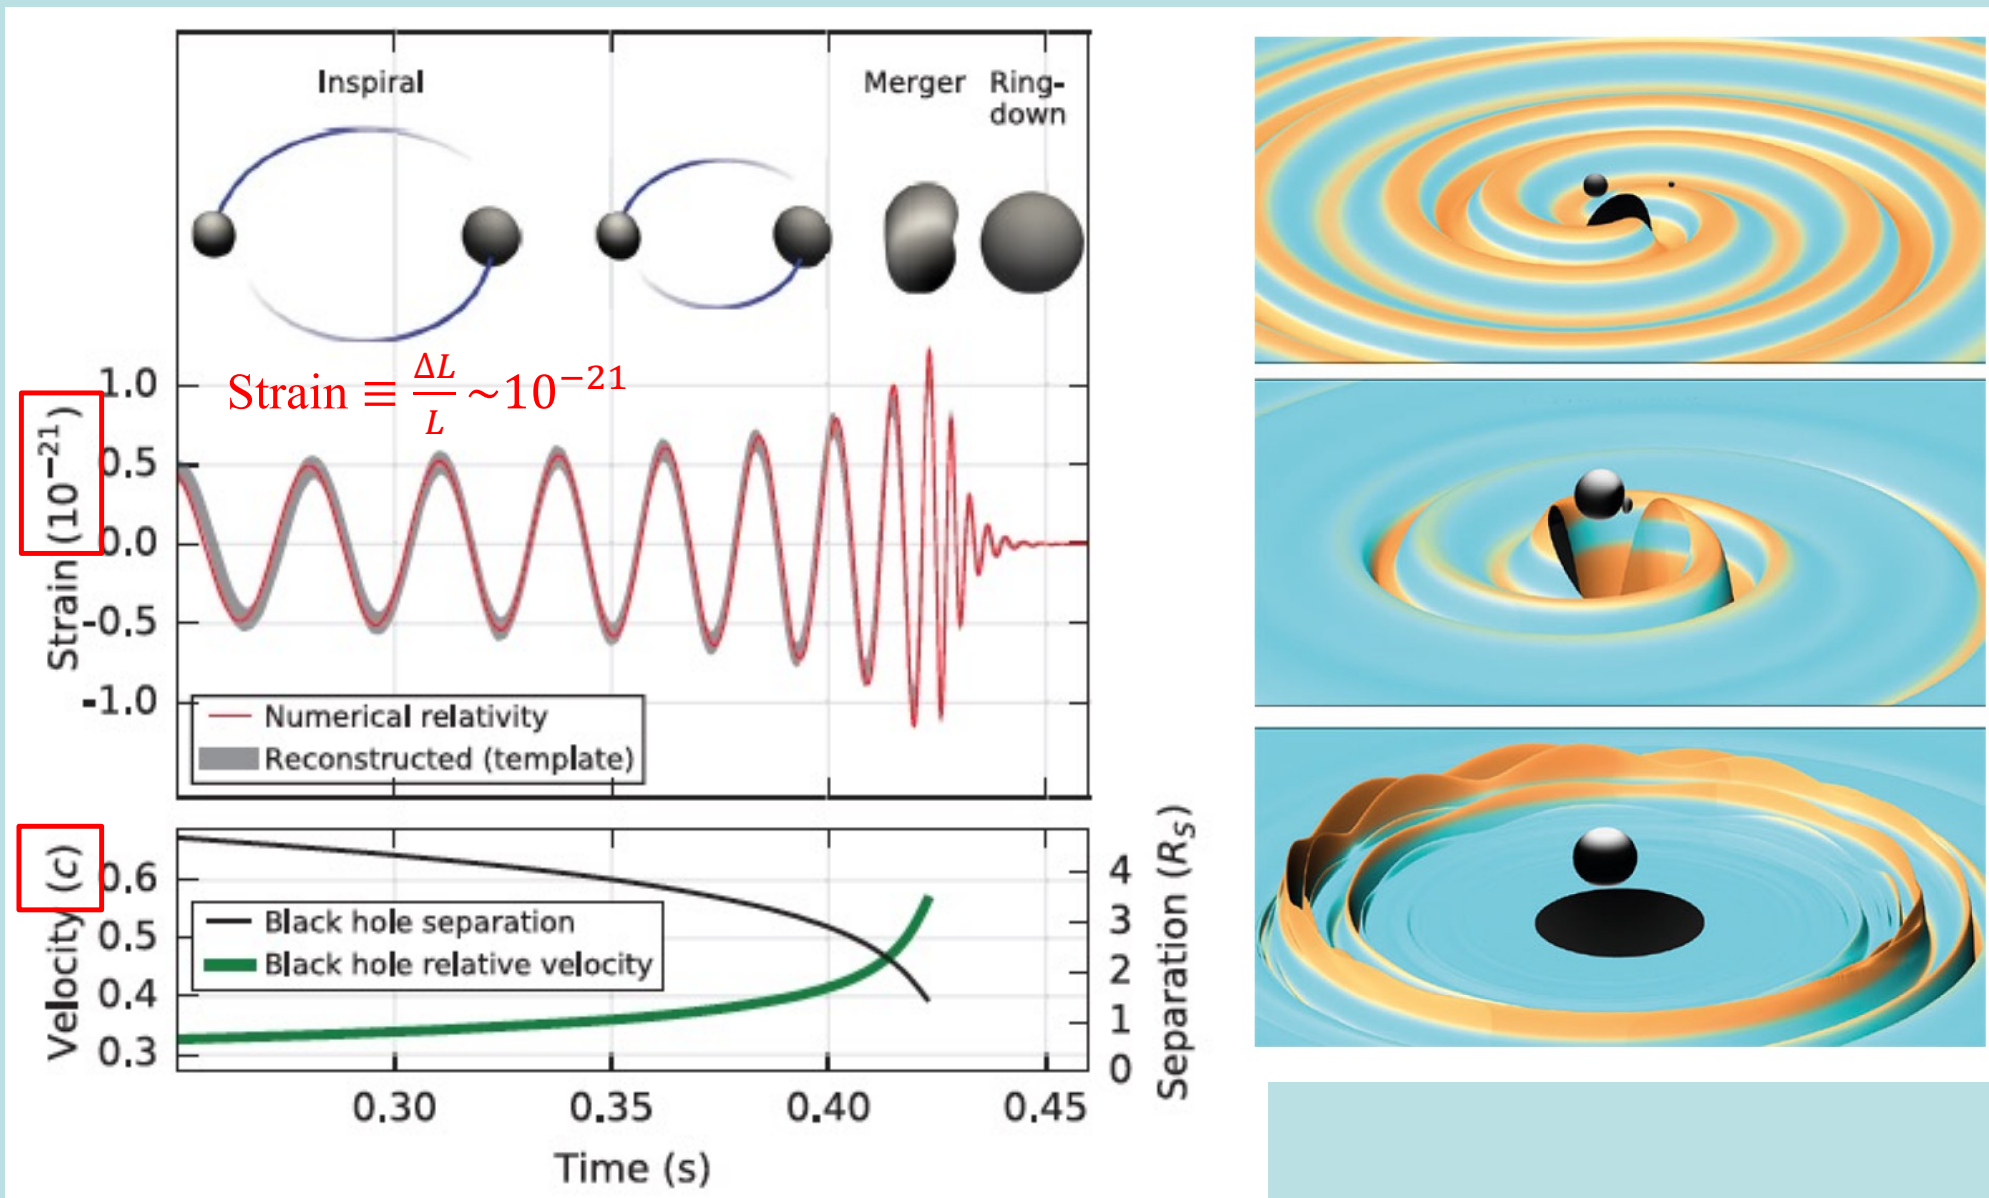 Inspiral
Merger
Ring-
down
Strain ≡ ΔL/L ~10⁻²¹
Strain (10⁻²¹)
1.0
0.5
0.0
-0.5
-1.0
Numerical relativity
Reconstructed (template)
Velocity (c)
0.6
0.5
0.4
0.3
Black hole separation
Black hole relative velocity
4
3
2
1
0
Separation (R_S)
0.30
0.35
0.40
0.45
Time (s)